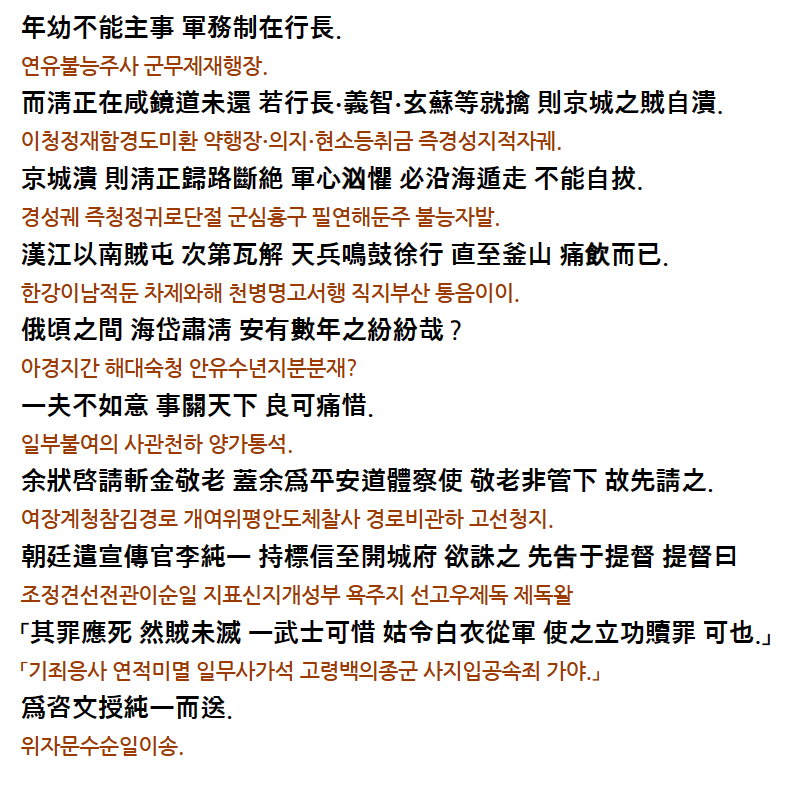 年幼不能主事 軍務制在行長.
연유불능주사 군무제재행장.
而淸正在咸鏡道未還 若行長·義智·玄蘇等就擒 則京城之賊自潰.
이청정재함경도미환 약행장·의지·현소등취금 즉경성지적자궤.
京城潰 則淸正歸路斷絶 軍心洶懼 必沿海遁走 不能自拔.
경성궤 즉청정귀로단절 군심흉구 필연해둔주 불능자발.
漢江以南賊屯 次第瓦解 天兵鳴鼓徐行 直至釜山 痛飮而已.
한강이남적둔 차제와해 천병명고서행 직지부산 통음이이.
俄頃之間 海岱肅淸 安有數年之紛紛哉 ?
아경지간 해대숙청 안유수년지분분재?
一夫不如意 事關天下 良可痛惜.
일부불여의 사관천하 양가통석.
余狀啓請斬金敬老 蓋余爲平安道體察使 敬老非管下 故先請之.
여장계청참김경로 개여위평안도체찰사 경로비관하 고선청지.
朝廷遣宣傳官李純一 持標信至開城府 欲誅之 先告于提督 提督曰
조정견선전관이순일 지표신지개성부 욕주지 선고우제독 제독왈
「其罪應死 然賊未滅 一武士可惜 姑令白衣從軍 使之立功贖罪 可也.」
「기죄응사 연적미멸 일무사가석 고령백의종군 사지입공속죄 가야.」
爲咨文授純一而送.
위자문수순일이송.